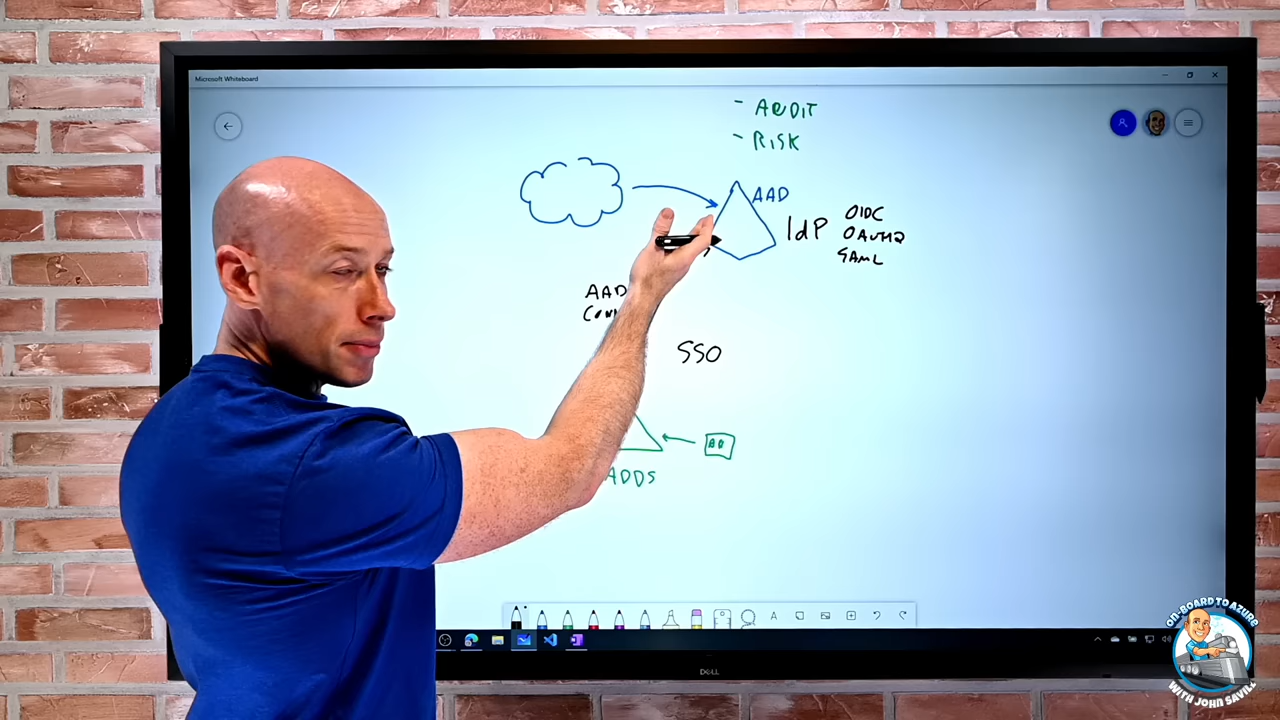 Microsoft Whiteboard
- AUDIT
- RISK
AAD
IdP
OIDC
OAUTH2
SAML
AAD
CONN
SSO
ADDS
A
DELL
ON-BOARD TO AZURE
WITH JOHN SAVILL